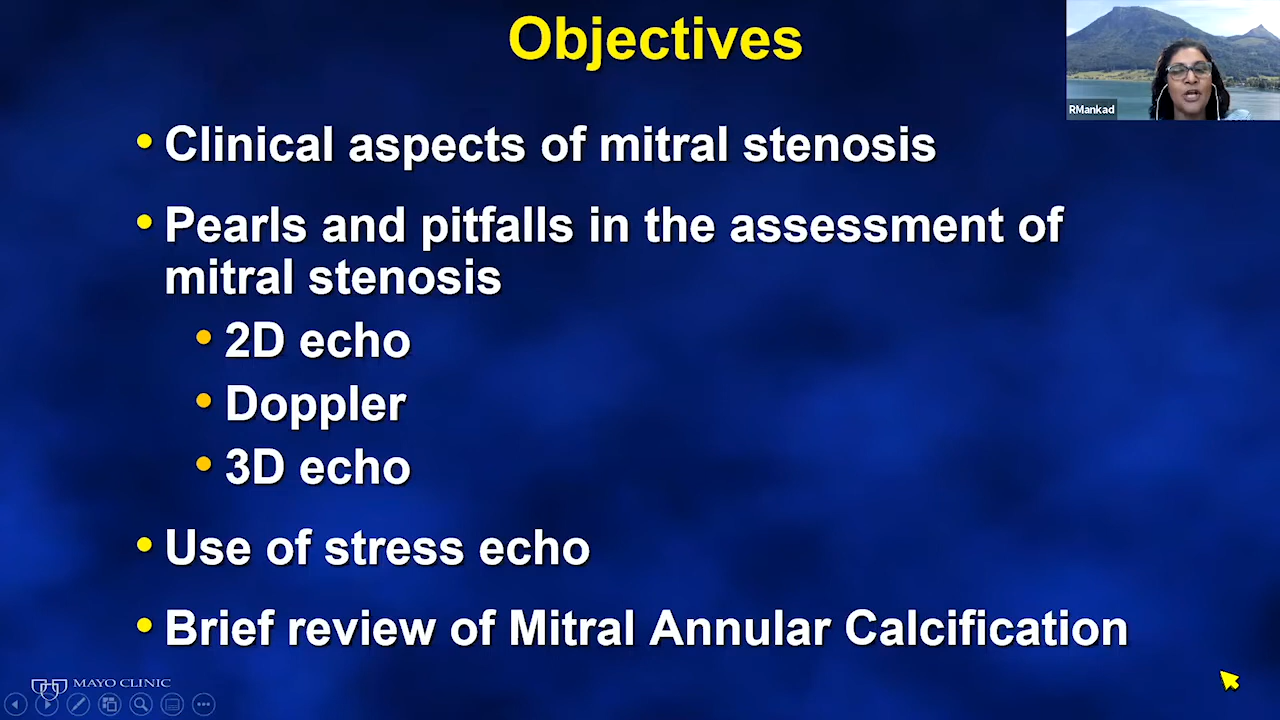 Objectives
RMankad
• Clinical aspects of mitral stenosis
• Pearls and pitfalls in the assessment of
mitral stenosis
• 2D echo
• Doppler
• 3D echo
• Use of stress echo
• Brief review of Mitral Annular Calcification
MAYO CLINIC